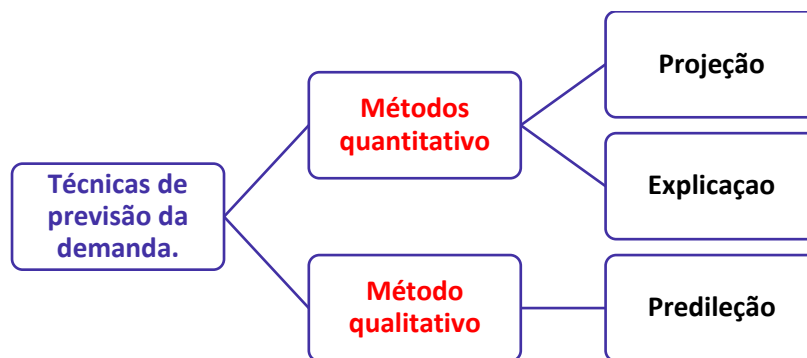 Técnicas de
previsão da
demanda.
Métodos
quantitativo
Projeção
Explicaçao
Método
qualitativo
Predileção